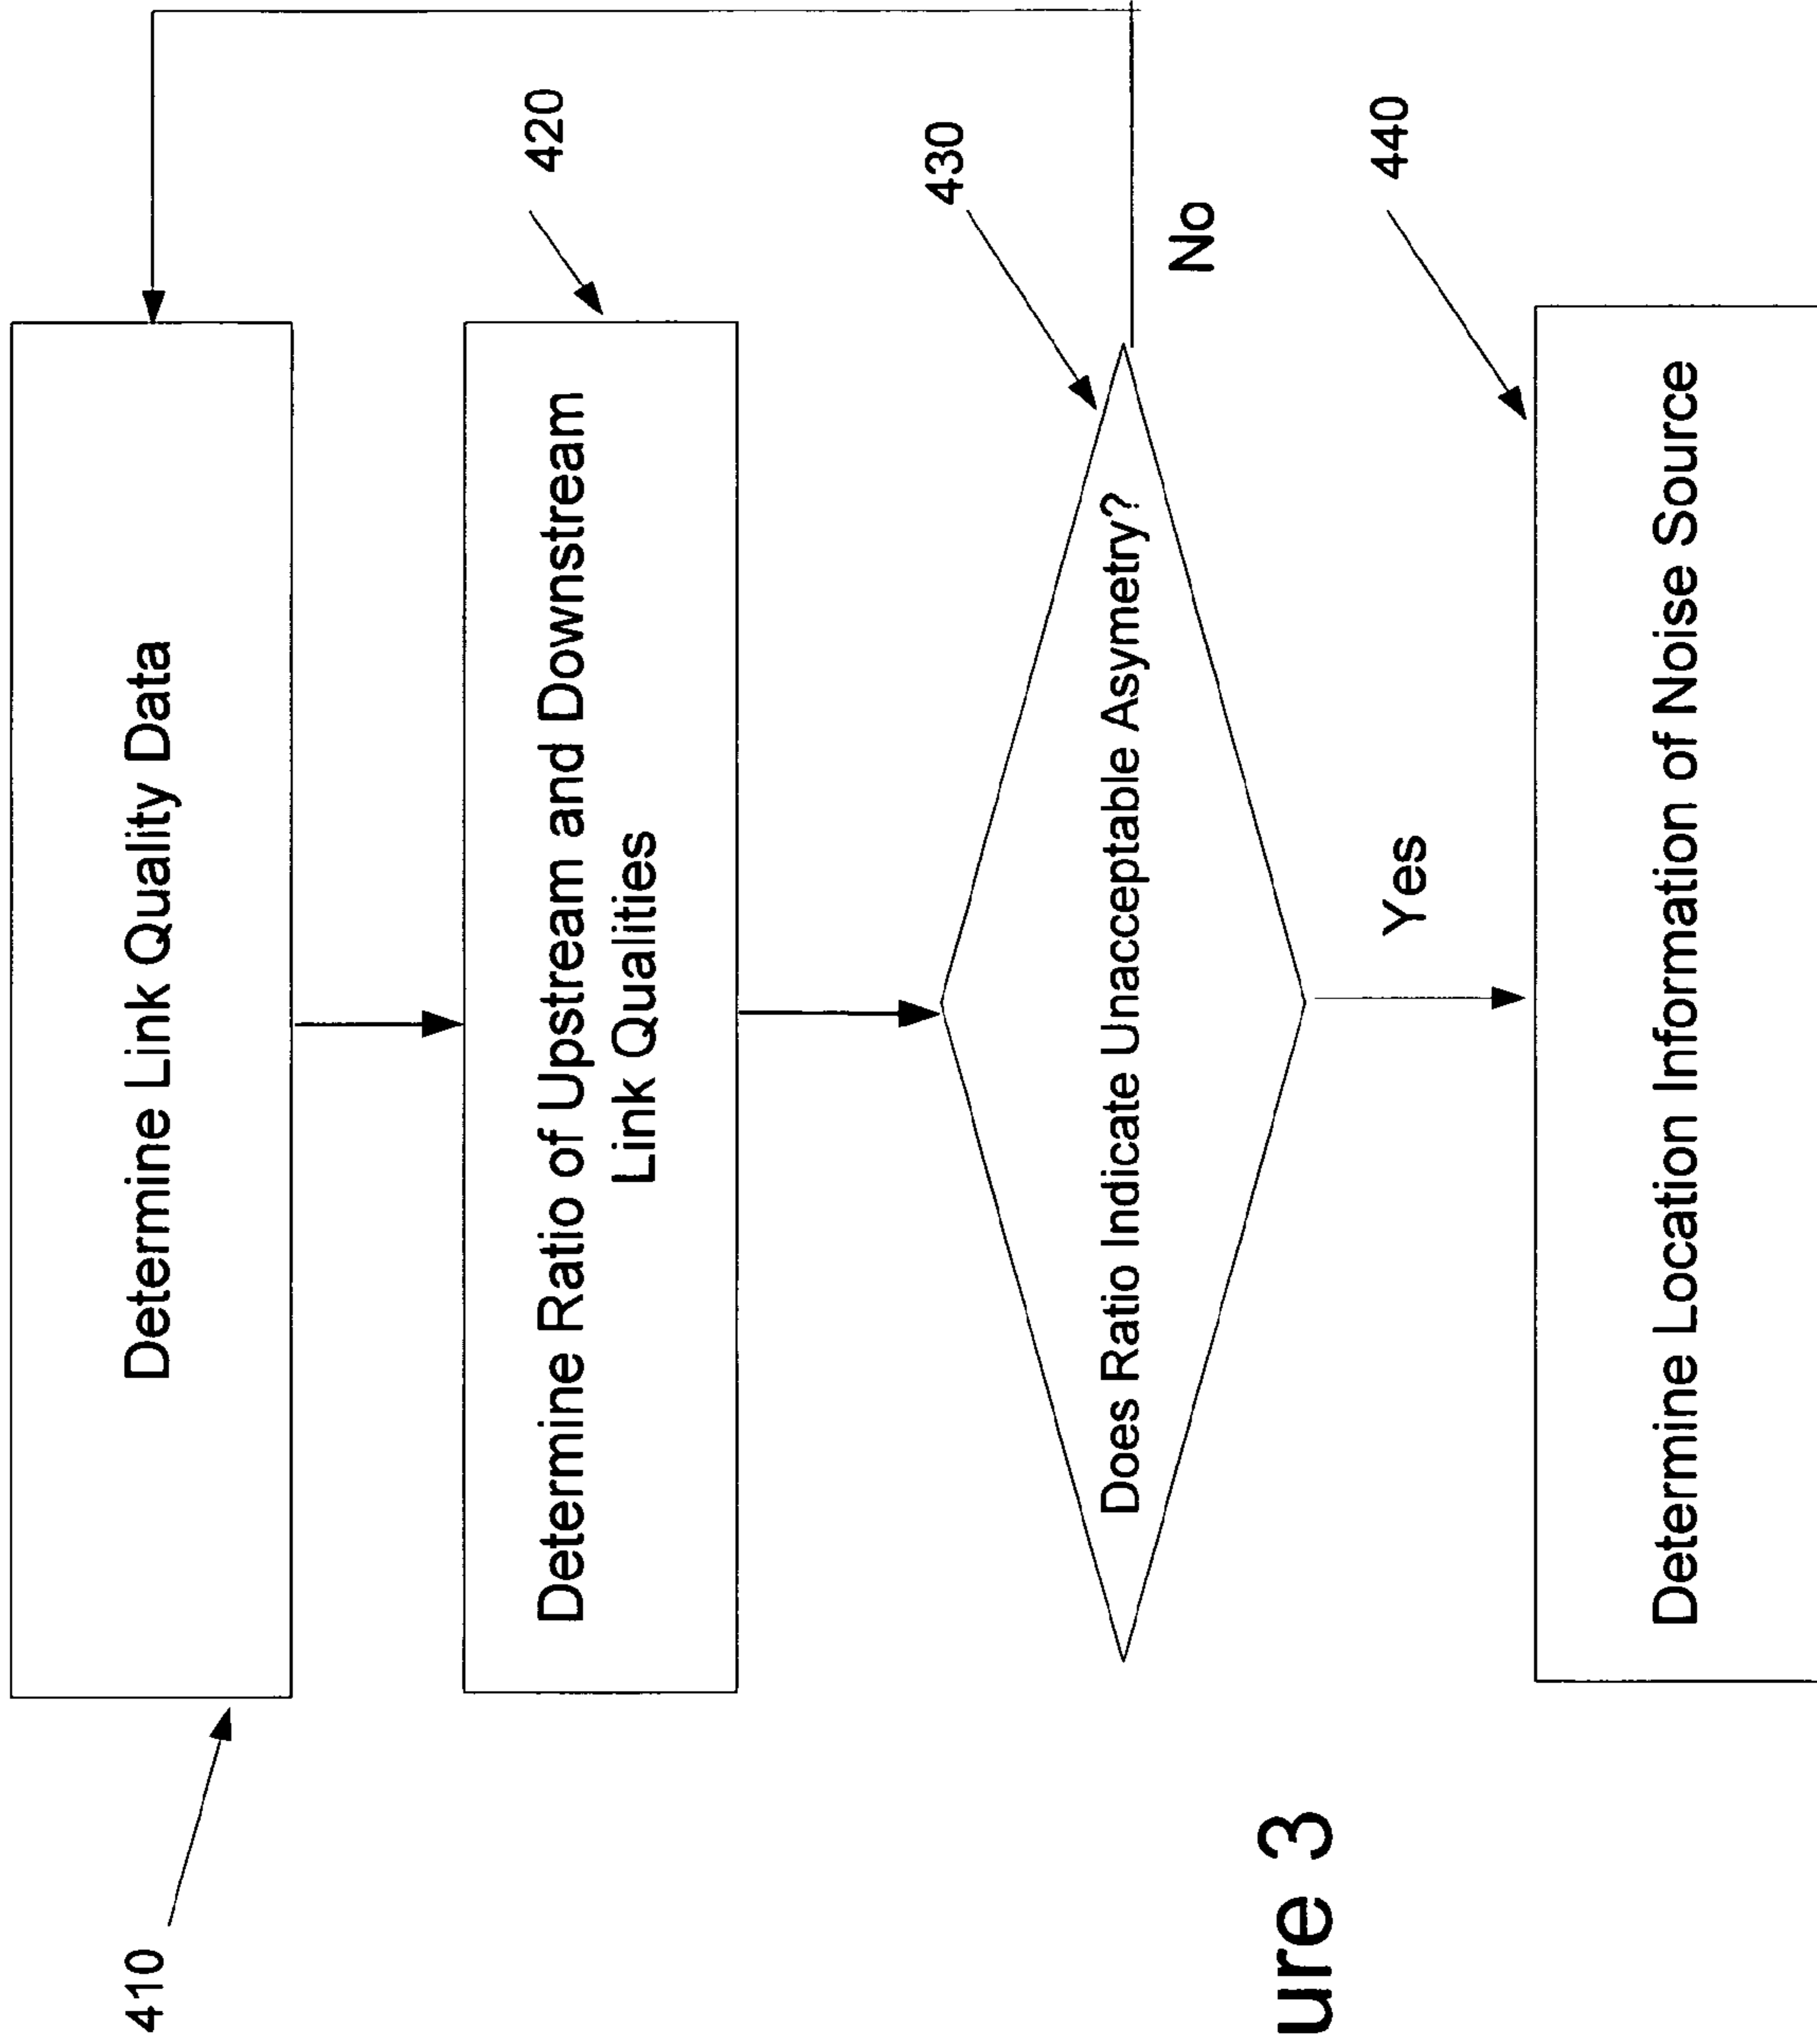 410
Determine Link Quality Data
420
Determine Ratio of Upstream and Downstream
Link Qualities
430
Does Ratio Indicate Unacceptable Asymetry?
No
Yes
440
Determine Location Information of Noise Source
ure 3